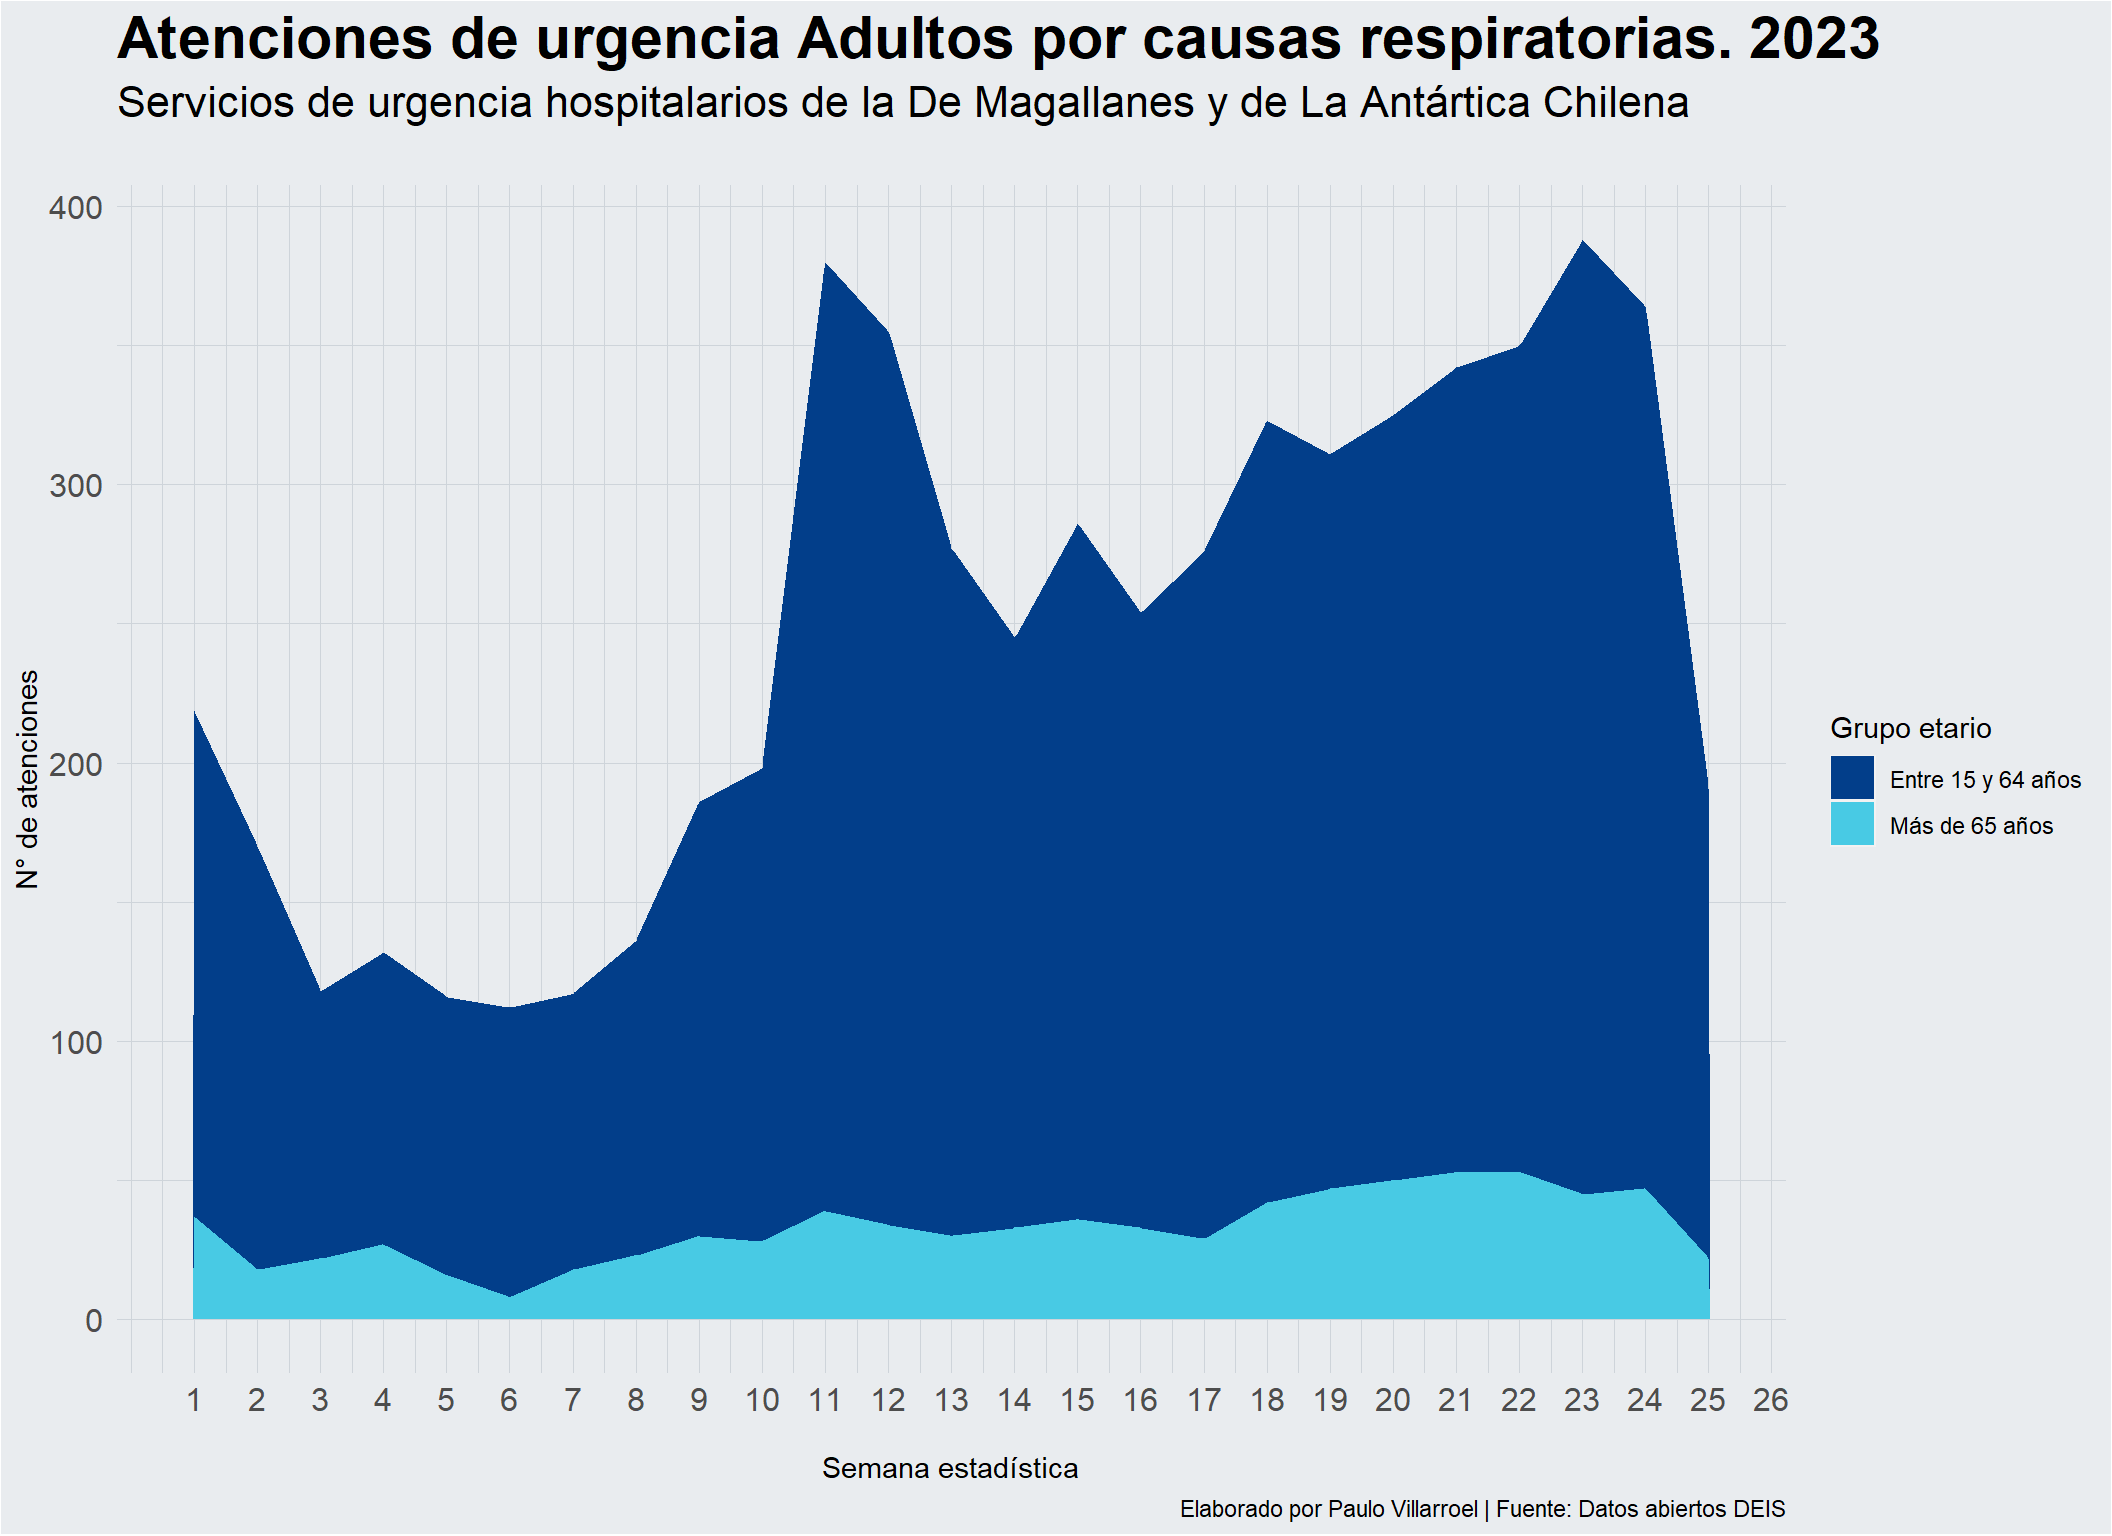 Atenciones de urgencia Adultos por causas respiratorias. 2023
Servicios de urgencia hospitalarios de la De Magallanes y de La Antártica Chilena
400
300
200
100
0
N° de atenciones
Grupo etario
Entre 15 y 64 años
Más de 65 años
1 2 3 4 5 6 7 8 9 10 11 12 13 14 15 16 17 18 19 20 21 22 23 24 25 26
Semana estadística
Elaborado por Paulo Villarroel | Fuente: Datos abiertos DEIS